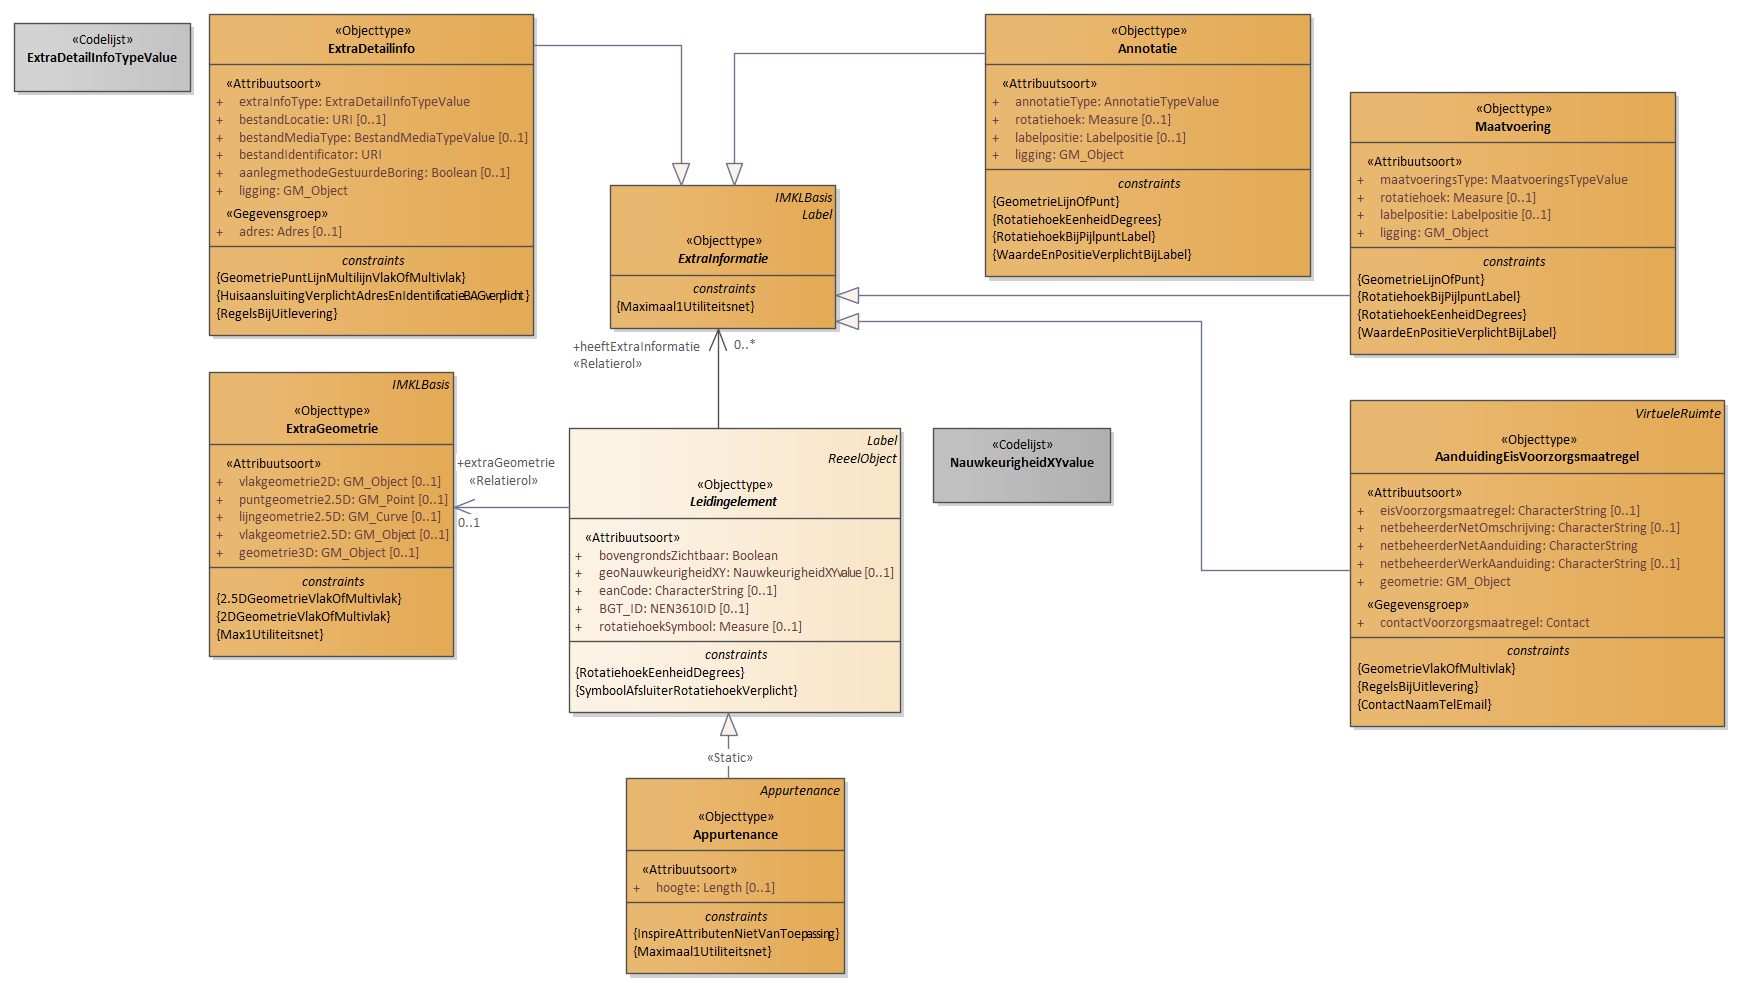 «Codelijst»
ExtraDetailInfoTypeValue
«Objecttype»
ExtraDetailinfo
«Attribuutsoort»
+ extraInfoType: ExtraDetailInfoTypeValue
+ bestandLocatie: URI [0..1]
+ bestandMediaType: BestandMediaTypeValue [0..1]
+ bestandIdentificator: URI
+ aanlegmethodeGestuurdeBoring: Boolean [0..1]
+ ligging: GM_Object
«Gegevensgroep»
+ adres: Adres [0..1]
constraints
{GeometriePuntLijnMultilijnVlakOfMultivlak}
{HuisaansluitingVerplichtAdresEnIdentificatieBAGverplicht}
{RegelsBijUitlevering}
IMKLBasis
Label
«Objecttype»
ExtraInformatie
constraints
{Maximaal1Utiliteitsnet}
«Objecttype»
Annotatie
«Attribuutsoort»
+ annotatieType: AnnotatieTypeValue
+ rotatiehoek: Measure [0..1]
+ labelpositie: Labelpositie [0..1]
+ ligging: GM_Object
constraints
{GeometrieLijnOfPunt}
{RotatiehoekEenheidDegrees}
{RotatiehoekBijPijlpuntLabel}
{WaardeEnPositieVerplichtBijLabel}
«Objecttype»
Maatvoering
«Attribuutsoort»
+ maatvoeringsType: MaatvoeringsTypeValue
+ rotatiehoek: Measure [0..1]
+ labelpositie: Labelpositie [0..1]
+ ligging: GM_Object
constraints
{GeometrieLijnOfPunt}
{RotatiehoekBijPijlpuntLabel}
{RotatiehoekEenheidDegrees}
{WaardeEnPositieVerplichtBijLabel}
+heeftExtraInformatie 0..*
«Relatierol»
IMKLBasis
«Objecttype»
ExtraGeometrie
«Attribuutsoort»
+ vlakgeometrie2D: GM_Object [0..1]
+ puntgeometrie2.5D: GM_Point [0..1]
+ lijngeometrie2.5D: GM_Curve [0..1]
+ vlakgeometrie2.5D: GM_Object [0..1]
+ geometrie3D: GM_Object [0..1]
constraints
{2.5DGeometrieVlakOfMultivlak}
{2DGeometrieVlakOfMultivlak}
{Max1Utiliteitsnet}
+extraGeometrie
«Relatierol»
0..1
Label
ReeelObject
«Objecttype»
Leidingelement
«Attribuutsoort»
+ bovengrondsZichtbaar: Boolean
+ geoNauwkeurigheidXY: NauwkeurigheidXYvalue [0..1]
+ eanCode: CharacterString [0..1]
+ BGT_ID: NEN3610ID [0..1]
+ rotatiehoekSymbool: Measure [0..1]
constraints
{RotatiehoekEenheidDegrees}
{SymboolAfsluiterRotatiehoekVerplicht}
«Codelijst»
NauwkeurigheidXYvalue
VirtueleRuimte
«Objecttype»
AanduidingEisVoorzorgsmaatregel
«Attribuutsoort»
+ eisVoorzorgsmaatregel: CharacterString [0..1]
+ netbeheerderNetOmschrijving: CharacterString [0..1]
+ netbeheerderNetAanduiding: CharacterString
+ netbeheerderWerkAanduiding: CharacterString [0..1]
+ geometrie: GM_Object
«Gegevensgroep»
+ contactVoorzorgsmaatregel: Contact
constraints
{GeometrieVlakOfMultivlak}
{RegelsBijUitlevering}
{ContactNaamTelEmail}
«Static»
Appurtenance
«Objecttype»
Appurtenance
«Attribuutsoort»
+ hoogte: Length [0..1]
constraints
{InspireAttributenNietVanToepassing}
{Maximaal1Utiliteitsnet}